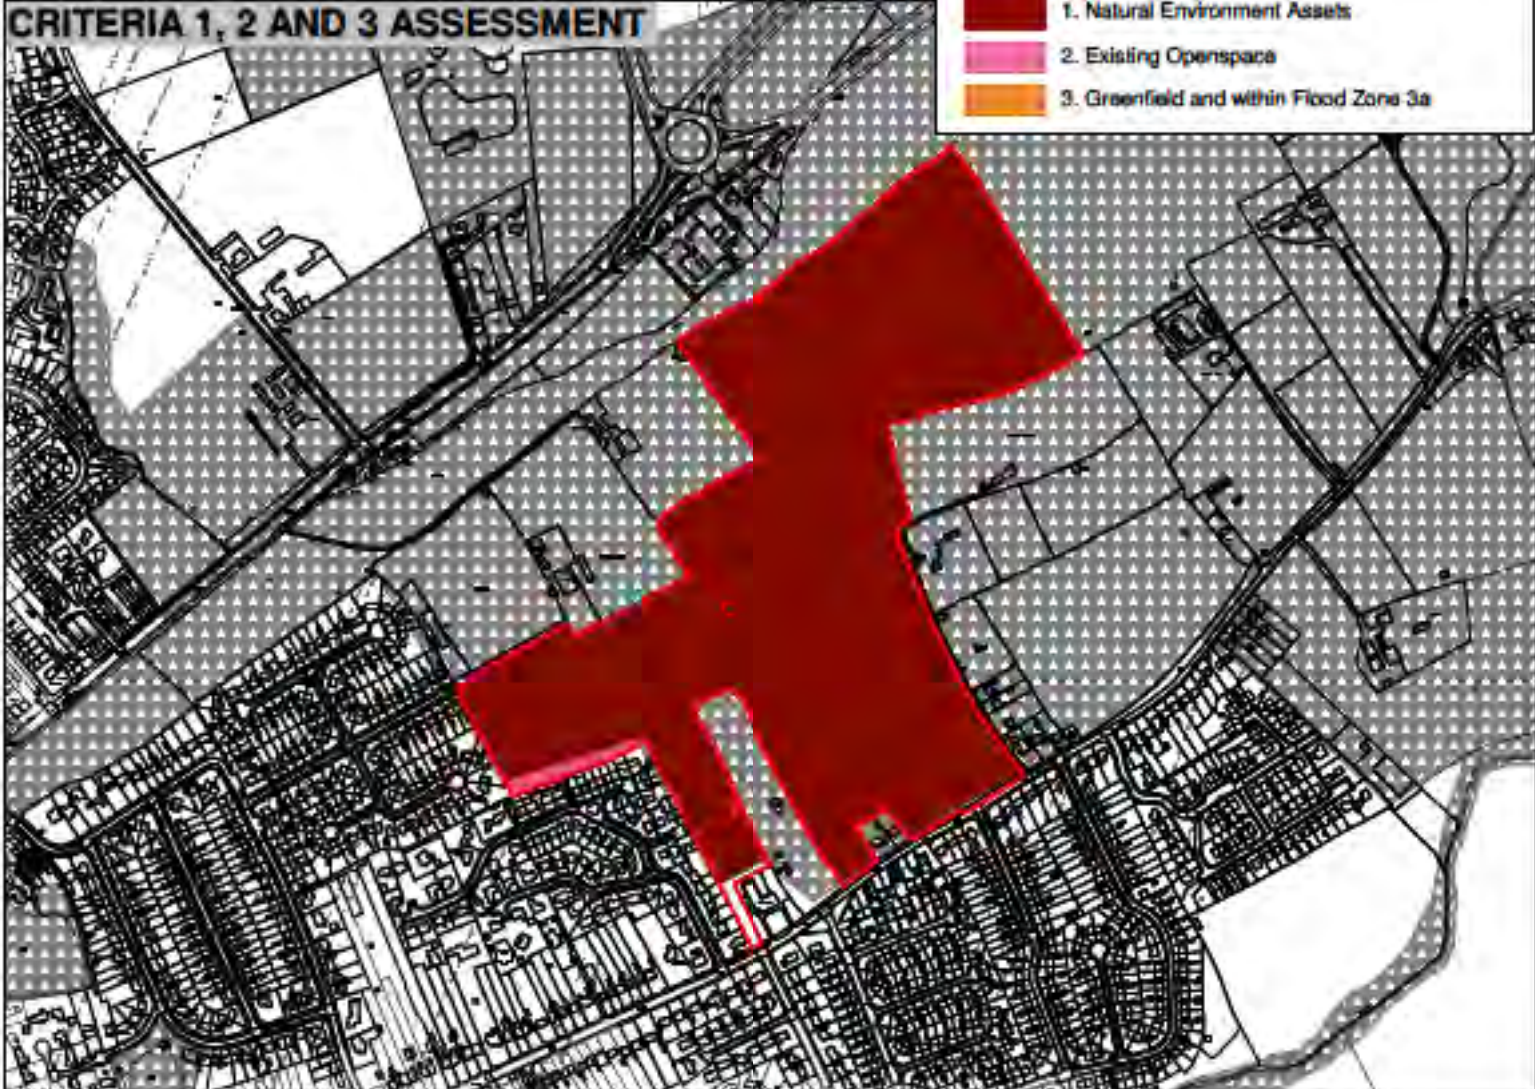 CRITERIA 1, 2 AND 3 ASSESSMENT
1. Natural Environment Assets
2. Existing Openspace
3. Greenfield and within Flood Zone 3a